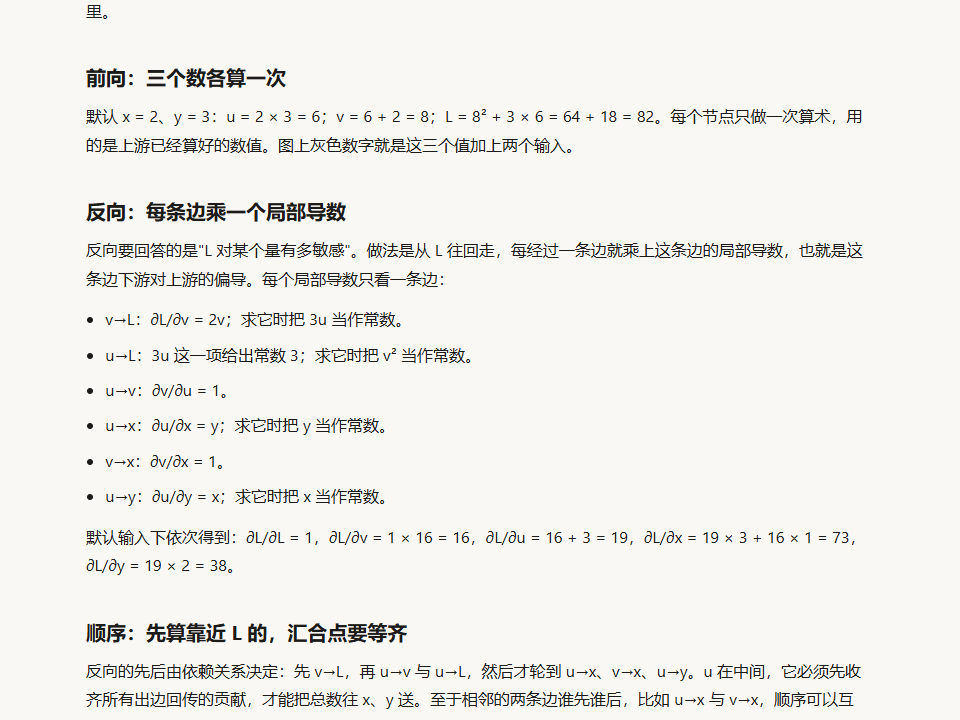 里。
前向：三个数各算一次
默认 x = 2、y = 3：u = 2 × 3 = 6；v = 6 + 2 = 8；L = 8² + 3 × 6 = 64 + 18 = 82。每个节点只做一次算术，用
的是上游已经算好的数值。图上灰色数字就是这三个值加上两个输入。
反向：每条边乘一个局部导数
反向要回答的是"L 对某个量有多敏感"。做法是从 L 往回走，每经过一条边就乘上这条边的局部导数，也就是这
条边下游对上游的偏导。每个局部导数只看一条边：
• v→L：∂L/∂v = 2v；求它时把 3u 当作常数。
• u→L：3u 这一项给出常数 3；求它时把 v² 当作常数。
• u→v：∂v/∂u = 1。
• u→x：∂u/∂x = y；求它时把 y 当作常数。
• v→x：∂v/∂x = 1。
• u→y：∂u/∂y = x；求它时把 x 当作常数。
默认输入下依次得到：∂L/∂L = 1，∂L/∂v = 1 × 16 = 16，∂L/∂u = 16 + 3 = 19，∂L/∂x = 19 × 3 + 16 × 1 = 73，
∂L/∂y = 19 × 2 = 38。
顺序：先算靠近 L 的，汇合点要等齐
反向的先后由依赖关系决定：先 v→L，再 u→v 与 u→L，然后才轮到 u→x、v→x、u→y。u 在中间，它必须先收
齐所有出边回传的贡献，才能把总数往 x、y 送。至于相邻的两条边谁先谁后，比如 u→x 与 v→x，顺序可以互